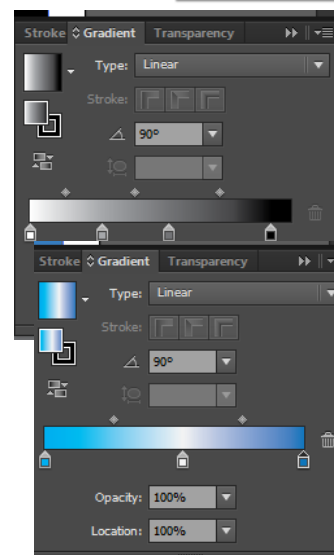 Stroke Gradient Transparency
Type: Linear
Stroke:
90°
Stroke Gradient Transparency
Type: Linear
Stroke:
90°
Opacity: 100%
Location: 100%